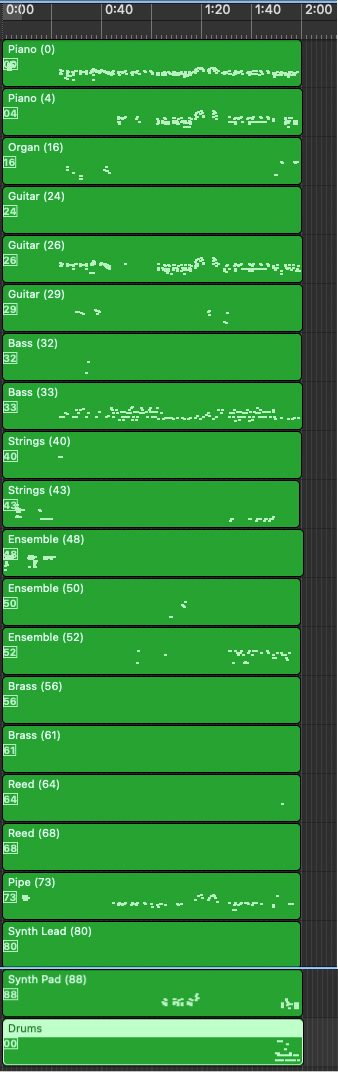 0:00 0:40 1:20 1:40 2:00
Piano (0)
00
Piano (4)
04
Organ (16)
16
Guitar (24)
24
Guitar (26)
26
Guitar (29)
29
Bass (32)
32
Bass (33)
33
Strings (40)
40
Strings (43)
43
Ensemble (48)
48
Ensemble (50)
50
Ensemble (52)
52
Brass (56)
56
Brass (61)
61
Reed (64)
64
Reed (68)
68
Pipe (73)
73
Synth Lead (80)
80
Synth Pad (88)
88
Drums
00